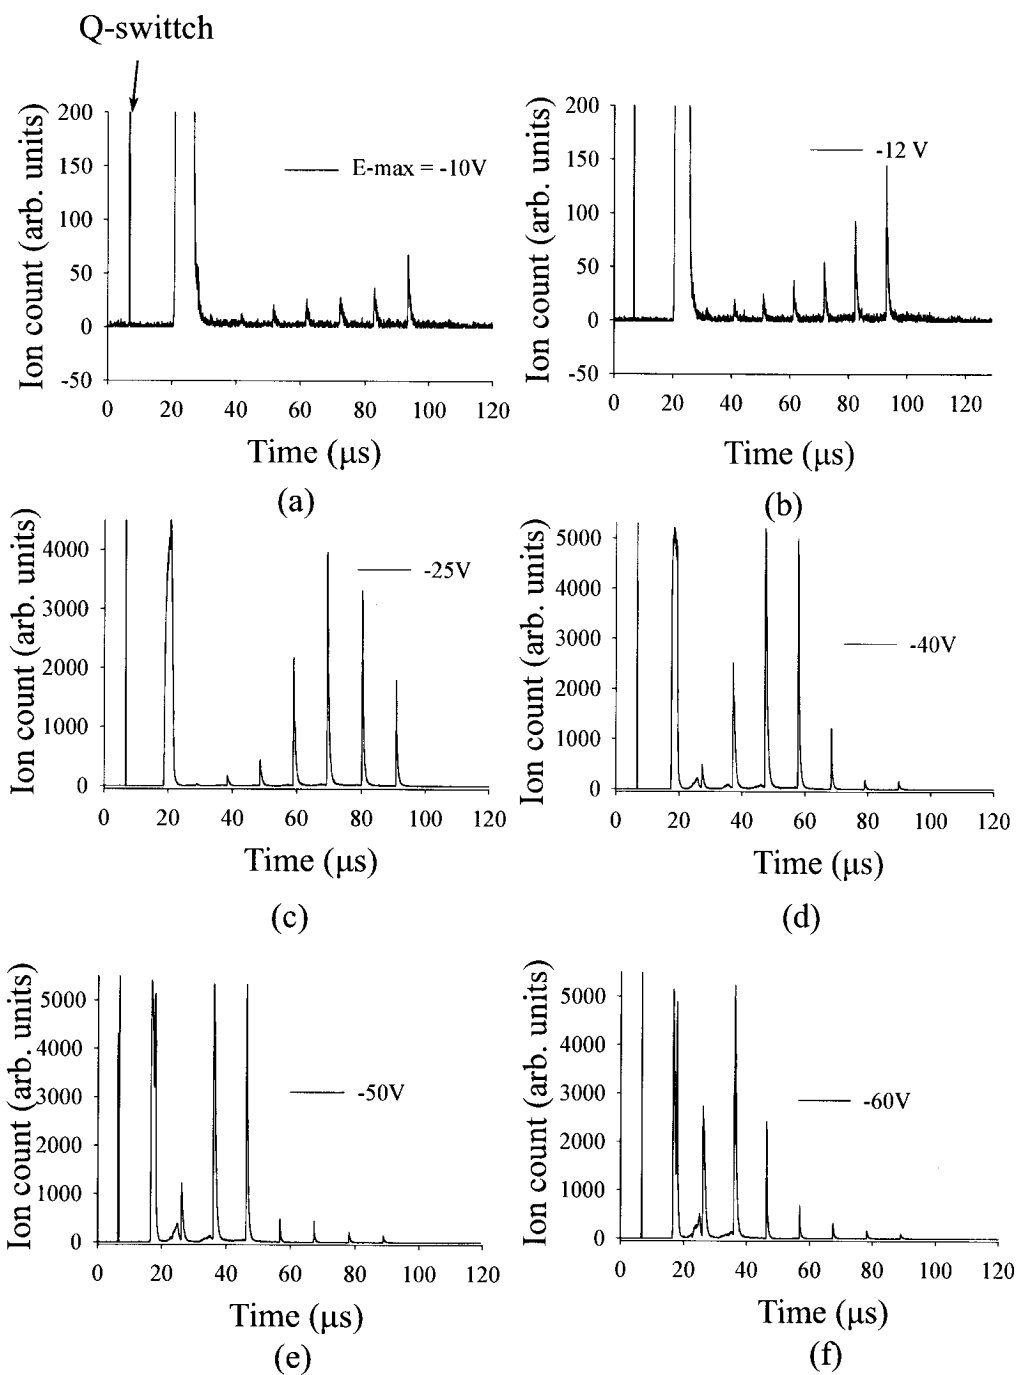 Q-swittch
Ion count (arb. units)
200
150
100
50
0
-50
E-max = -10V
0 20 40 60 80 100 120
Time (μs)
(a)
Ion count (arb. units)
200
150
100
50
0
-50
-12 V
0 20 40 60 80 100 120
Time (μs)
(b)
Ion count (arb. units)
4000
3000
2000
1000
0
-25V
0 20 40 60 80 100 120
Time (μs)
(c)
Ion count (arb. units)
5000
4000
3000
2000
1000
0
-40V
0 20 40 60 80 100 120
Time (μs)
(d)
Ion count (arb. units)
5000
4000
3000
2000
1000
0
-50V
0 20 40 60 80 100 120
Time (μs)
(e)
Ion count (arb. units)
5000
4000
3000
2000
1000
0
-60V
0 20 40 60 80 100 120
Time (μs)
(f)